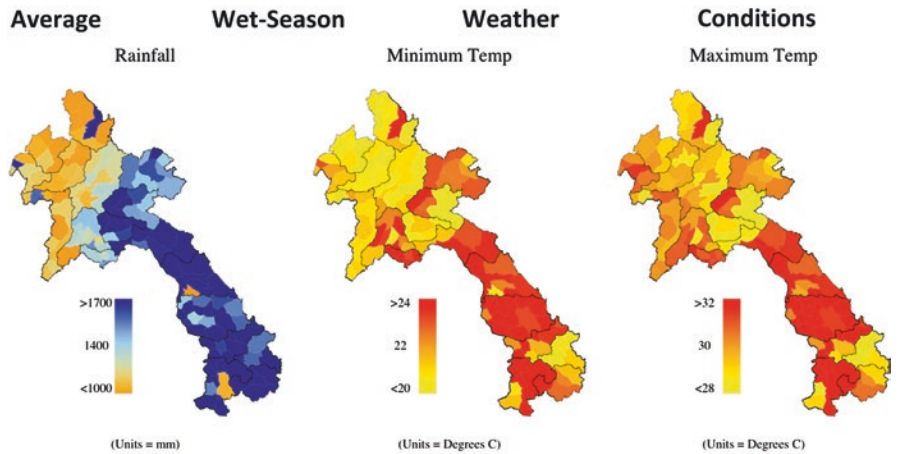 Average Wet-Season Weather Conditions
Rainfall Minimum Temp Maximum Temp
>1700 >24 >32
1400 22 30
<1000 <20 <28
(Units = mm) (Units = Degrees C) (Units = Degrees C)